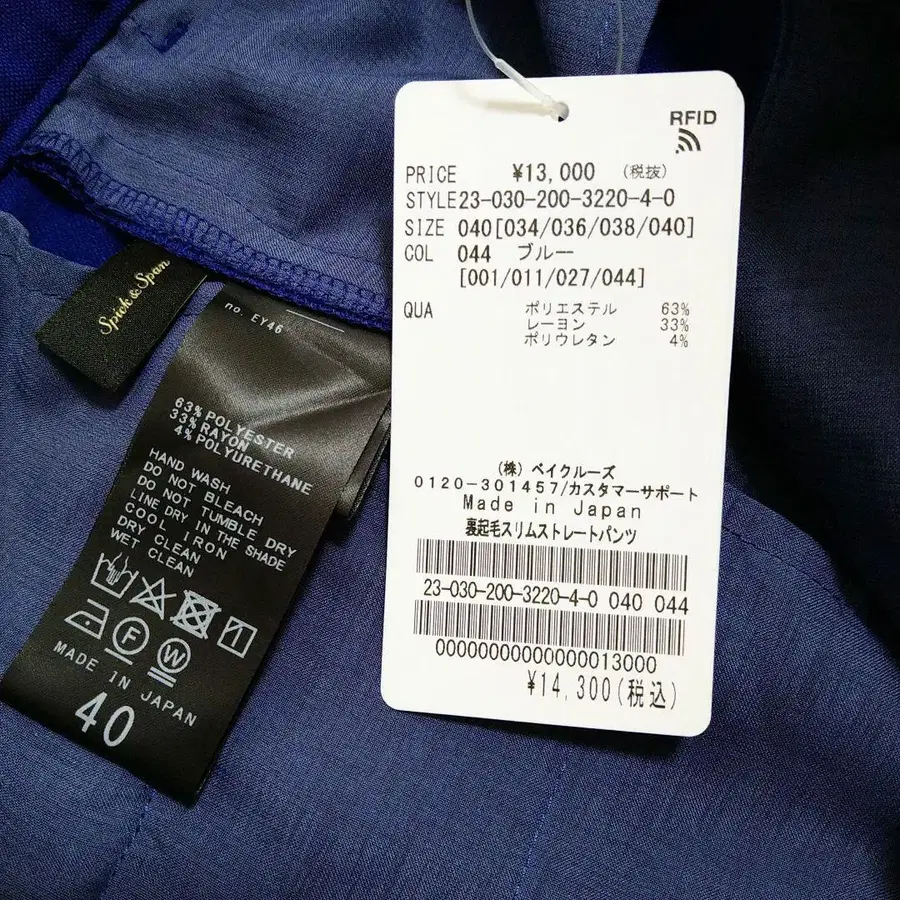 RFID
PRICE ¥13,000 (税抜)
STYLE23-030-200-3220-4-0
SIZE 040[034/036/038/040]
COL 044 ブルー
[001/011/027/044]
QUA ポリエステル 63%
レーヨン 33%
ポリウレタン 4%
(株) ベイクルーズ
0120-301457/カスタマーサポート
Made in Japan
裏起毛スリムストレートパンツ
23-030-200-3220-4-0 040 044
00000000000000013000
¥14,300(税込)
Spick & Span
no. EY46
63% POLYESTER
33% RAYON
4% POLYURETHANE
HAND WASH
DO NOT BLEACH
DO NOT TUMBLE DRY
LINE DRY IN THE SHADE
COOL IRON
DRY
WET CLEAN
F
W
MADE IN JAPAN
40